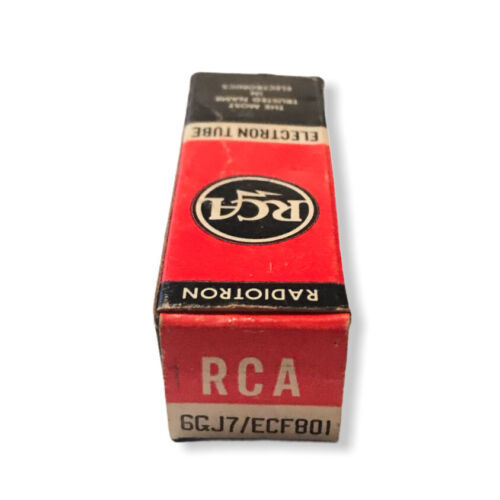 THE MOST
TRUSTED NAME
IN
ELECTRONICS
ELECTRON TUBE
RCA
RADIOTRON
RCA
6GJ7/ECF801